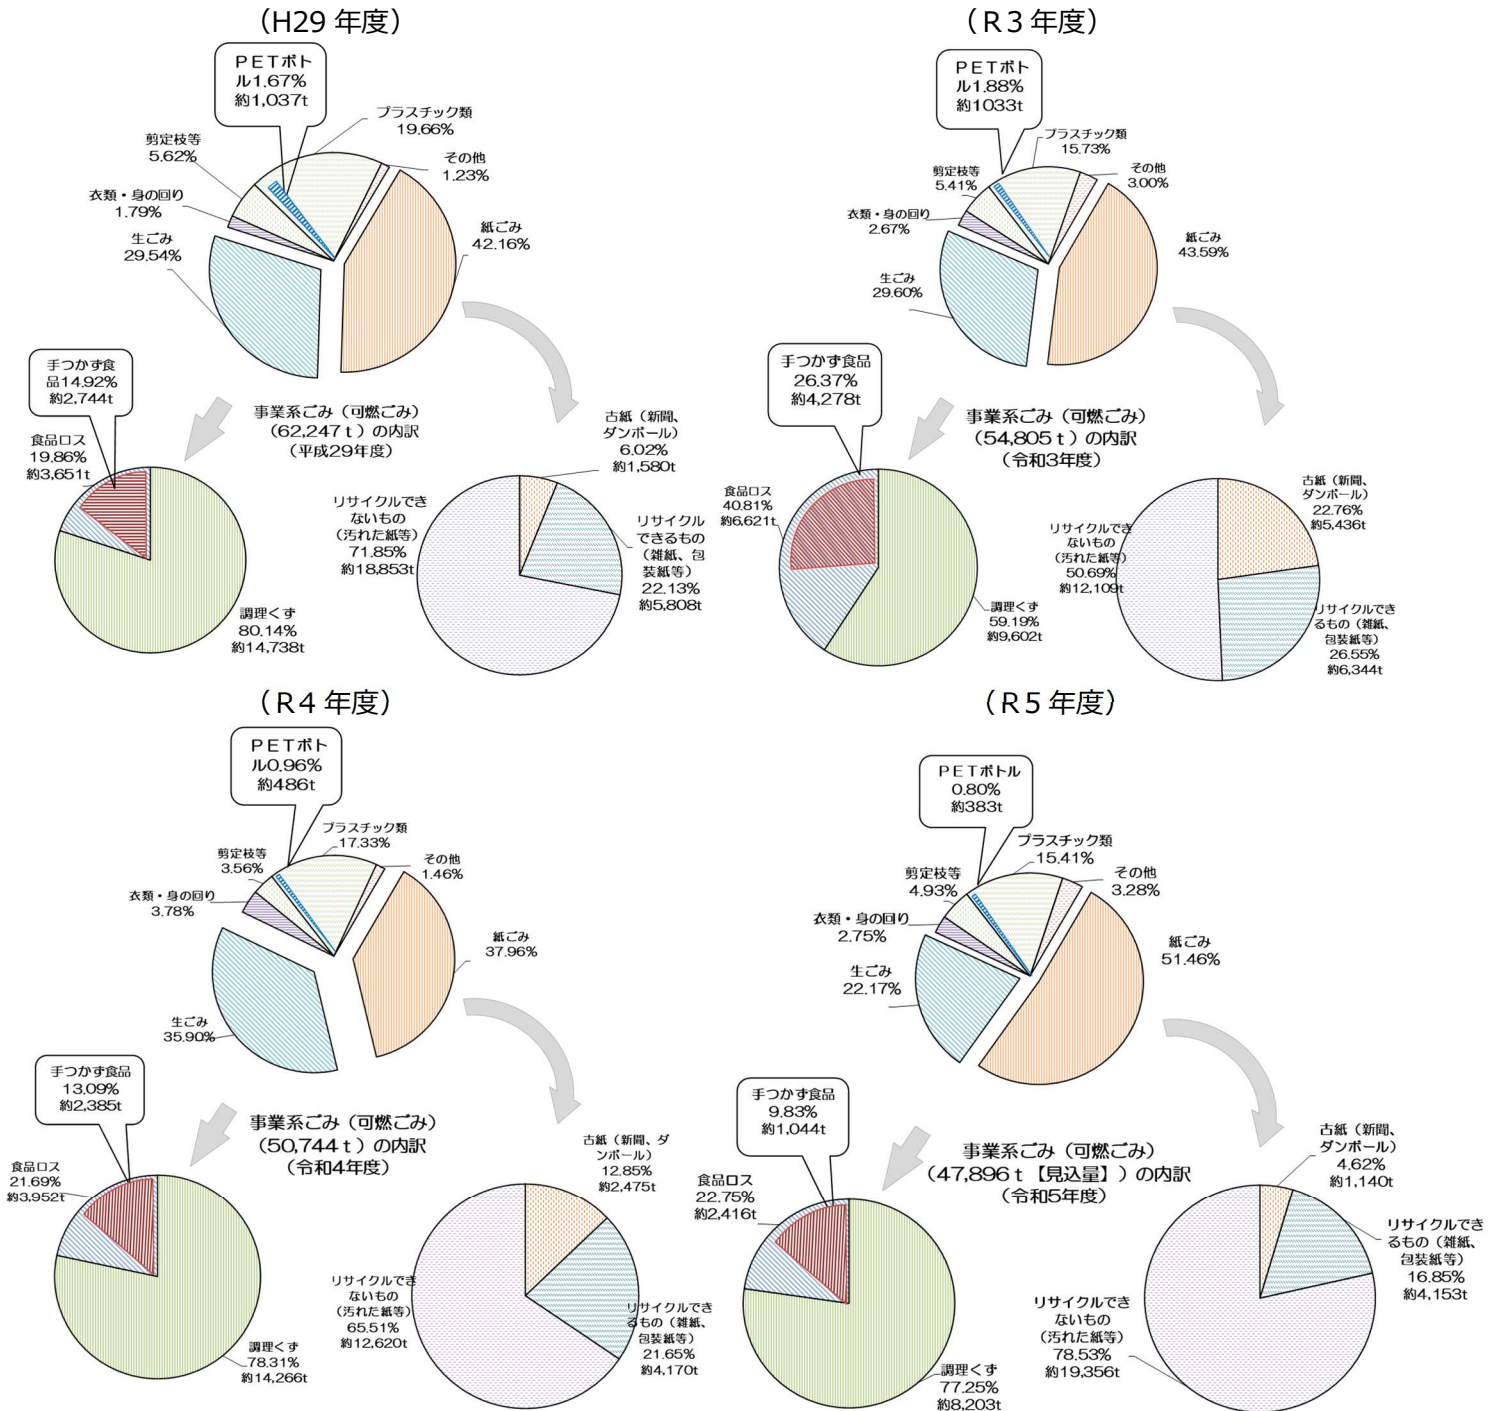 （H29 年度）
ＰＥＴボト
ル1.67%
約1,037t
プラスチック類
19.66%
剪定枝等
5.62%
その他
1.23%
衣類・身の回り
1.79%
紙ごみ
42.16%
生ごみ
29.54%
手つかず食
品14.92%
約2,744t
事業系ごみ（可燃ごみ）
（62,247ｔ）の内訳
（平成29年度）
食品ロス
19.86%
約3,651t
調理くず
80.14%
約14,738t
古紙（新聞、
ダンボール）
6.02%
約1,580t
リサイクルでき
ないもの
（汚れた紙等）
71.85%
約18,853t
リサイクル
できるもの
（雑紙、包
装紙等）
22.13%
約5,808t
（Ｒ３年度）
ＰＥＴボト
ル1.88%
約1033t
プラスチック類
15.73%
剪定枝等
5.41%
その他
3.00%
衣類・身の回り
2.67%
紙ごみ
43.59%
生ごみ
29.60%
手つかず食品
26.37%
約4,278t
事業系ごみ（可燃ごみ）
（54,805ｔ）の内訳
（令和3年度）
食品ロス
40.81%
約6,621t
調理くず
59.19%
約9,602t
古紙（新聞、
ダンボール）
22.76%
約5,436t
リサイクルでき
ないもの
（汚れた紙等）
50.69%
約12,109t
リサイクルでき
るもの（雑紙、
包装紙等）
26.55%
約6,344t
（Ｒ４年度）
ＰＥＴボト
ル0.96%
約486t
プラスチック類
17.33%
剪定枝等
3.56%
その他
1.46%
衣類・身の回り
3.78%
紙ごみ
37.96%
生ごみ
35.90%
手つかず食品
13.09%
約2,385t
事業系ごみ（可燃ごみ）
（50,744ｔ）の内訳
（令和4年度）
食品ロス
21.69%
約3,952t
調理くず
78.31%
約14,266t
古紙（新聞、ダ
ンボール）
12.85%
約2,475t
リサイクルでき
ないもの
（汚れた紙等）
65.51%
約12,620t
リサイクルでき
るもの（雑紙、
包装紙等）
21.65%
約4,170t
（Ｒ５年度）
ＰＥＴボトル
0.80%
約383t
プラスチック類
15.41%
剪定枝等
4.93%
その他
3.28%
衣類・身の回り
2.75%
紙ごみ
51.46%
生ごみ
22.17%
手つかず食品
9.83%
約1,044t
事業系ごみ（可燃ごみ）
（47,896ｔ【見込量】）の内訳
（令和5年度）
食品ロス
22.75%
約2,416t
調理くず
77.25%
約8,203t
古紙（新聞、
ダンボール）
4.62%
約1,140t
リサイクルでき
るもの（雑紙、
包装紙等）
16.85%
約4,153t
リサイクルでき
ないもの
（汚れた紙等）
78.53%
約19,356t